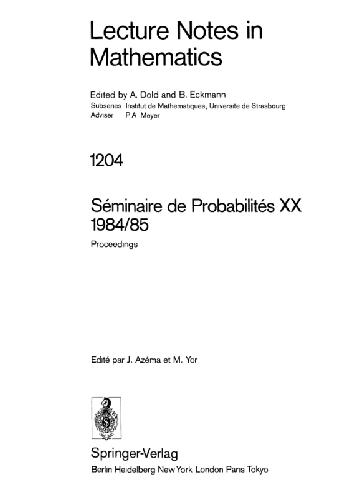 Lecture Notes in
Mathematics
Edited by A. Dold and B. Eckmann
Subseries Institut de Mathématiques, Université de Strasbourg
Adviser P.A. Meyer
1204
Séminaire de Probabilités XX
1984/85
Proceedings
Edité par J. Azéma et M. Yor
Springer-Verlag
Berlin Heidelberg New York London Paris Tokyo